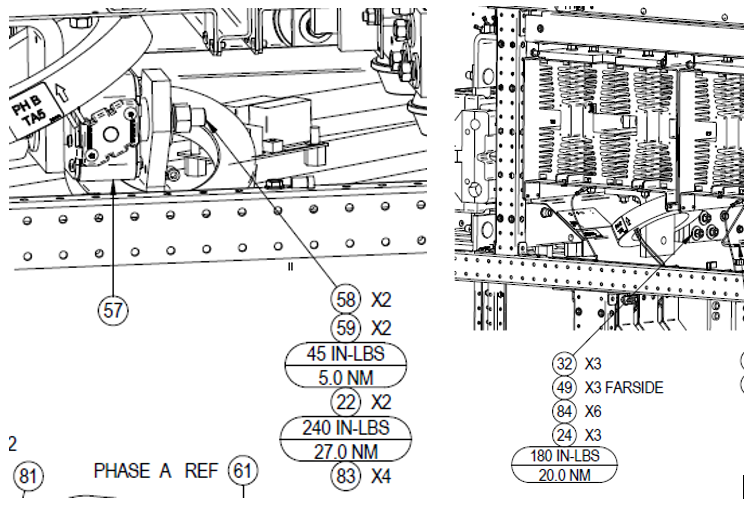 PH B
TA5
57
58 X2
59 X2
45 IN-LBS
5.0 NM
22 X2
240 IN-LBS
27.0 NM
83 X4
2
81
PHASE A REF 61
32 X3
49 X3 FARSIDE
84 X6
24 X3
180 IN-LBS
20.0 NM